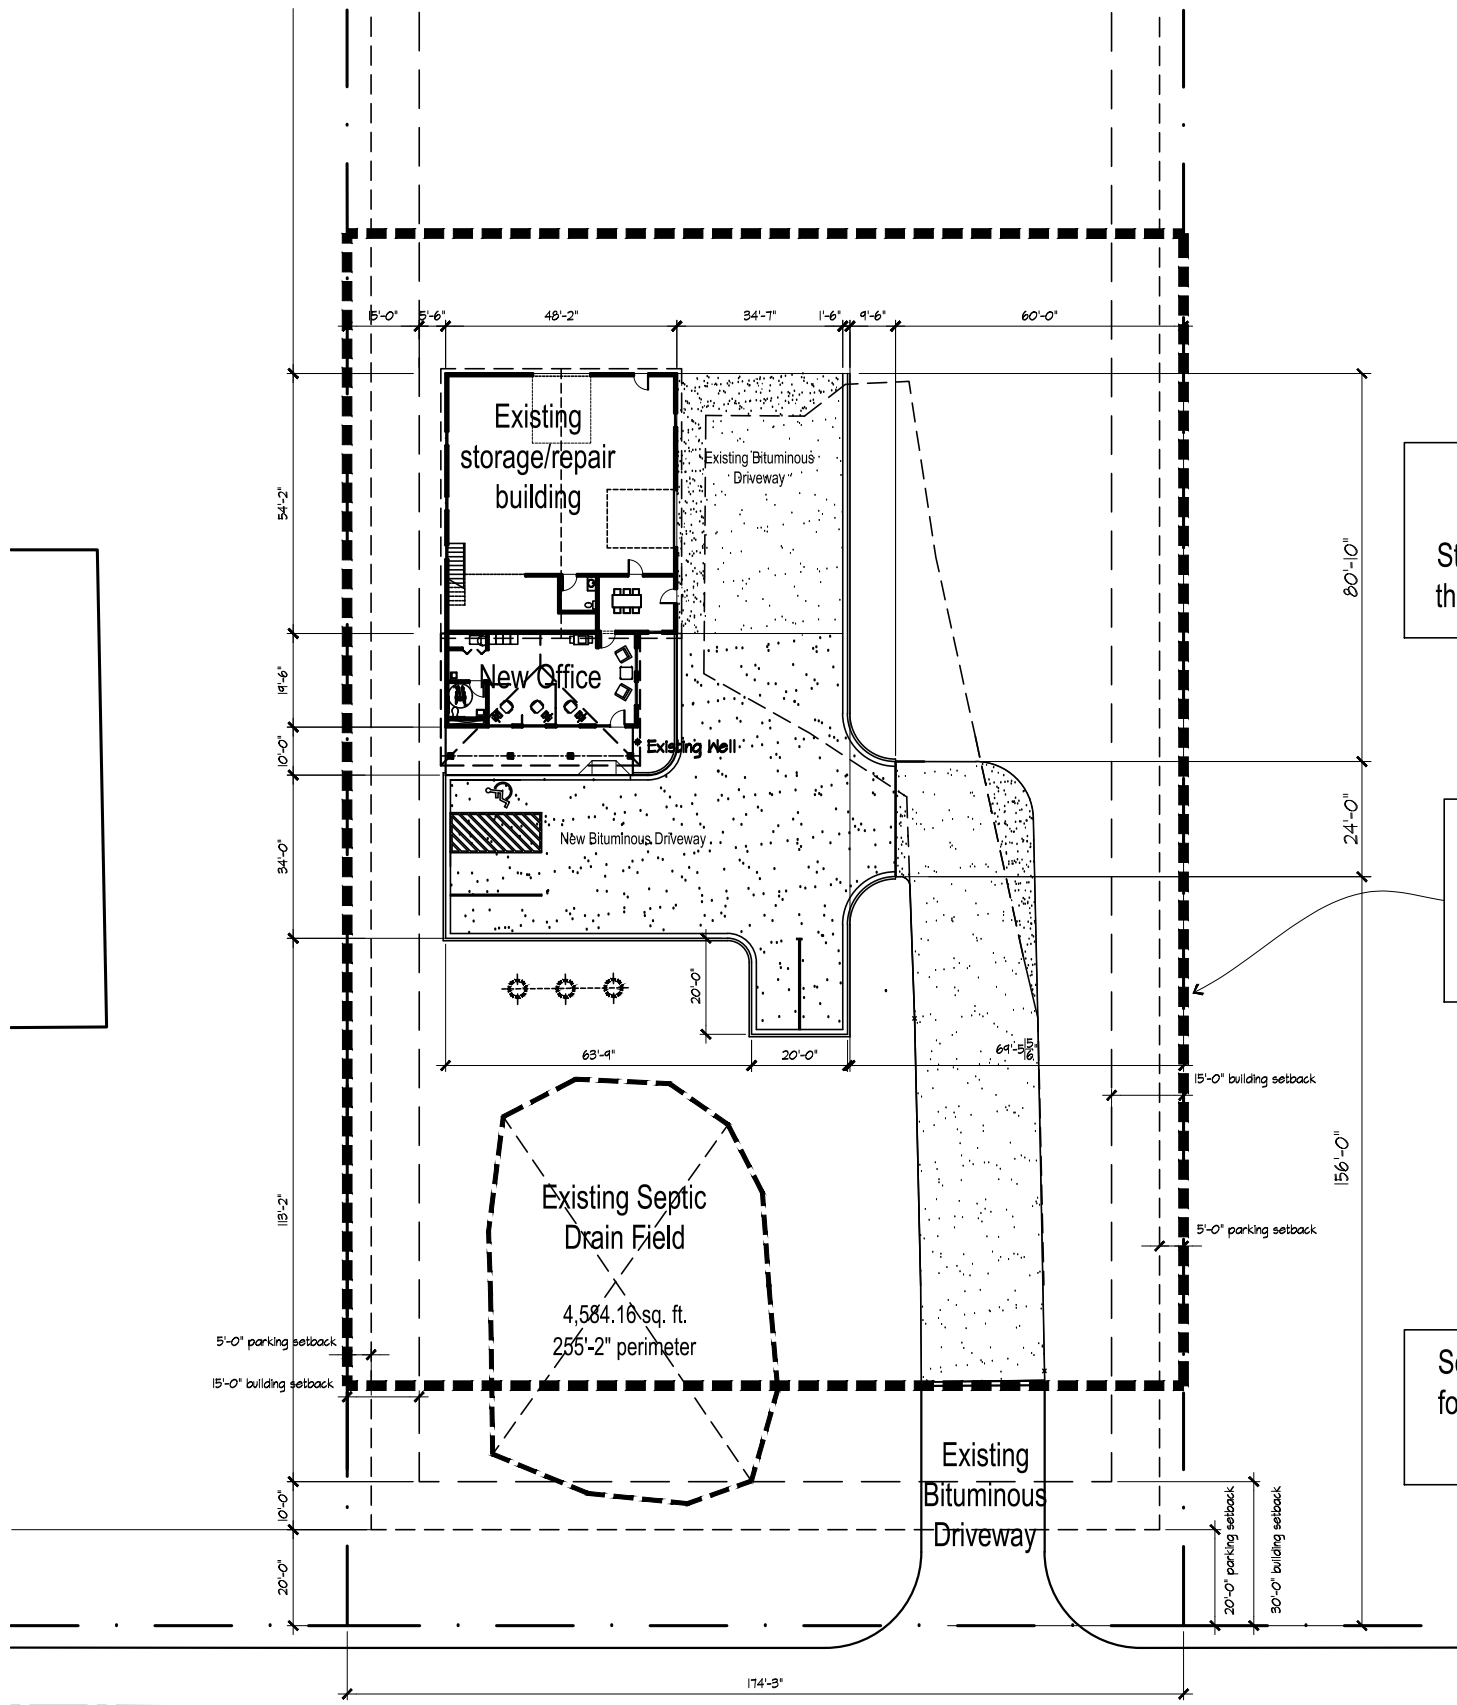 15'-0"
5'-6"
48'-2"
34'-7"
1'-6"
9'-6"
60'-0"
Existing
storage/repair
building
Existing Bituminous
Driveway
54'-2"
80'-10"
St
th
New Office
19'-6"
Existing Well
10'-0"
New Bituminous Driveway
34'-0"
24'-0"
20'-0"
63'-9"
20'-0"
69'-5
15'-0" building setback
156'-0"
113'-2"
Existing Septic
Drain Field
5'-0" parking setback
4,584.16 sq. ft.
255'-2" perimeter
5'-0" parking setback
15'-0" building setback
fo
Existing
Bituminous
Driveway
10'-0"
20'-0"
20'-0" parking setback
30'-0" building setback
174'-3"